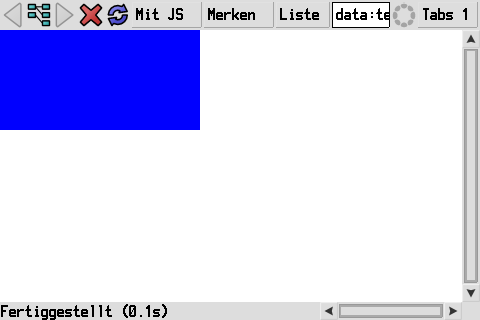 Mit JS Merken Liste data:te Tabs 1
Fertiggestellt (0.1s)